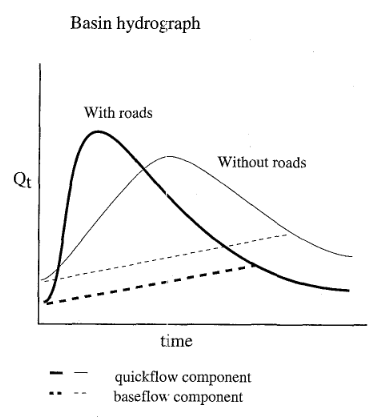 Basin hydrograph
With roads
Without roads
Qt
time
quickflow component
baseflow component